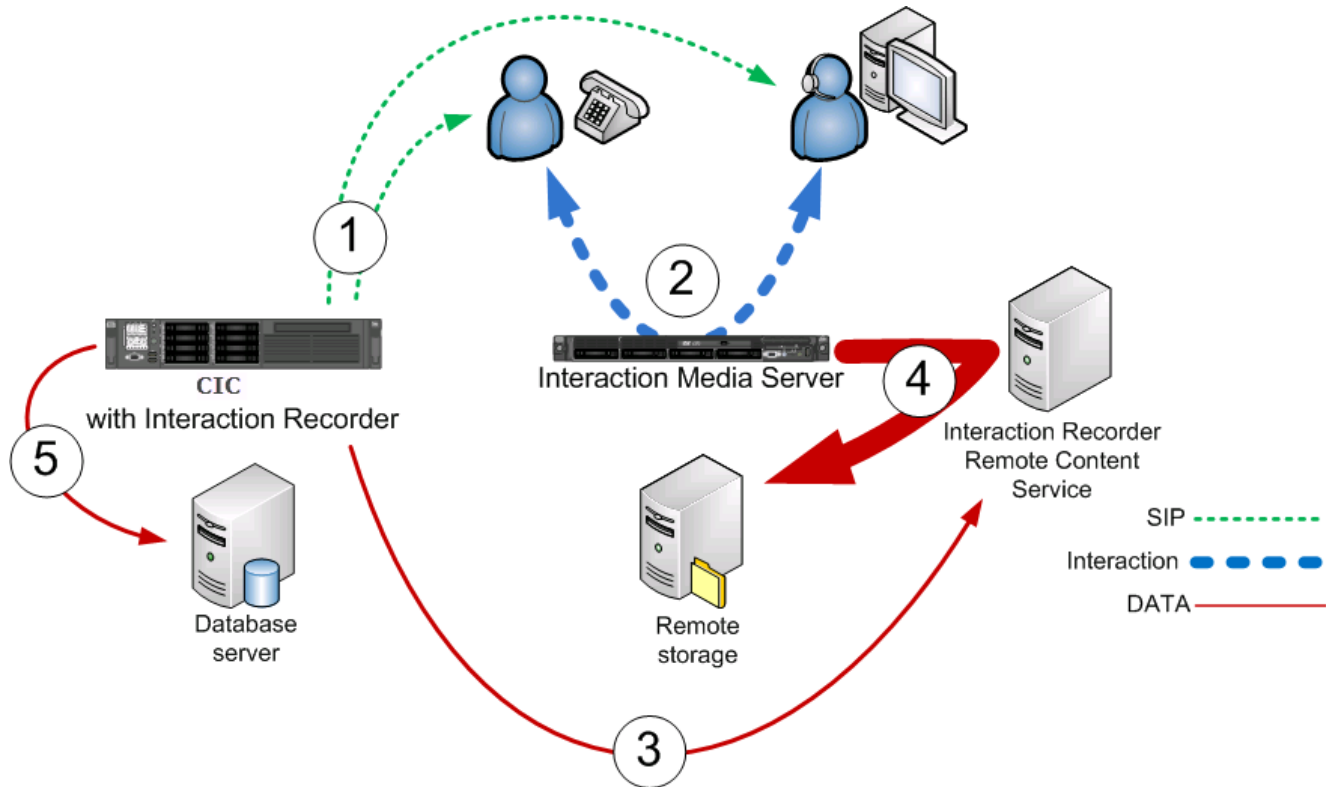 1
2
CIC
with Interaction Recorder
Interaction Media Server
4
5
Interaction Recorder
Remote Content
Service
Database
server
Remote
storage
SIP
Interaction
DATA
3